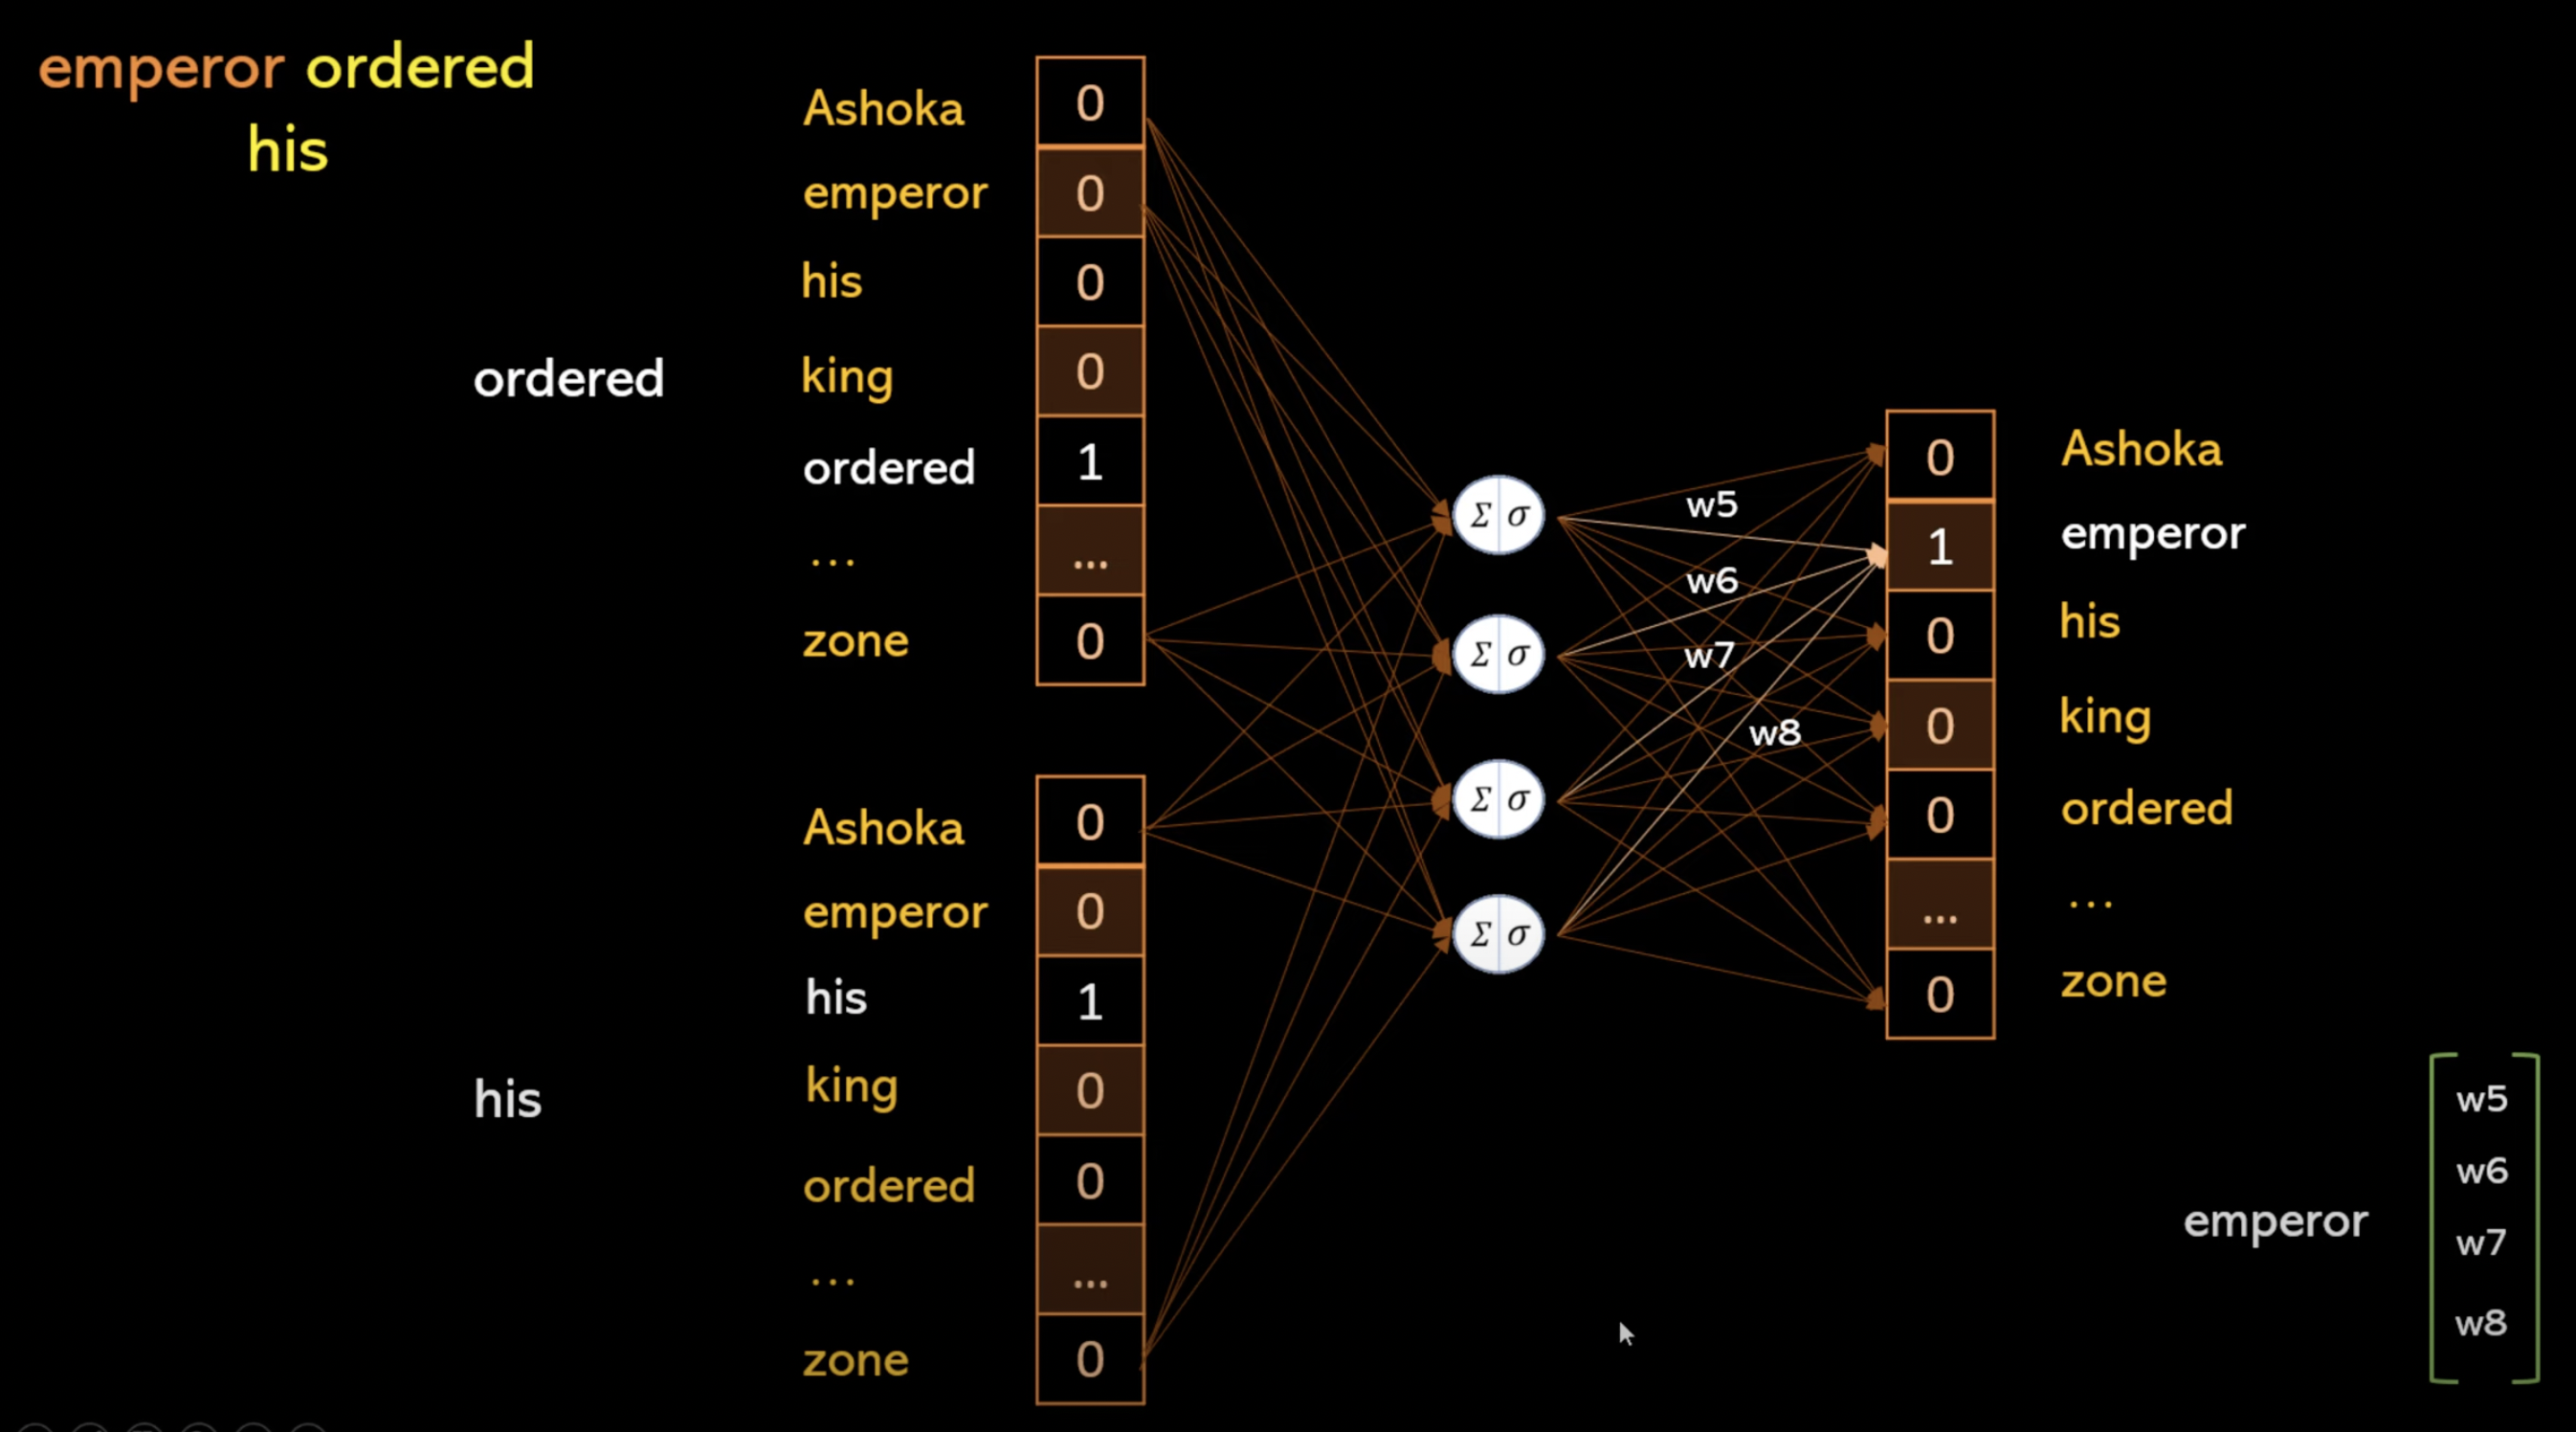 emperor ordered
his
ordered
Ashoka 0
emperor 0
his 0
king 0
ordered 1
... ...
zone 0
his
Ashoka 0
emperor 0
his 1
king 0
ordered 0
... ...
zone 0
Σ σ
Σ σ
Σ σ
Σ σ
w5
w6
w7
w8
0 Ashoka
1 emperor
0 his
0 king
0 ordered
... ...
0 zone
emperor
w5
w6
w7
w8